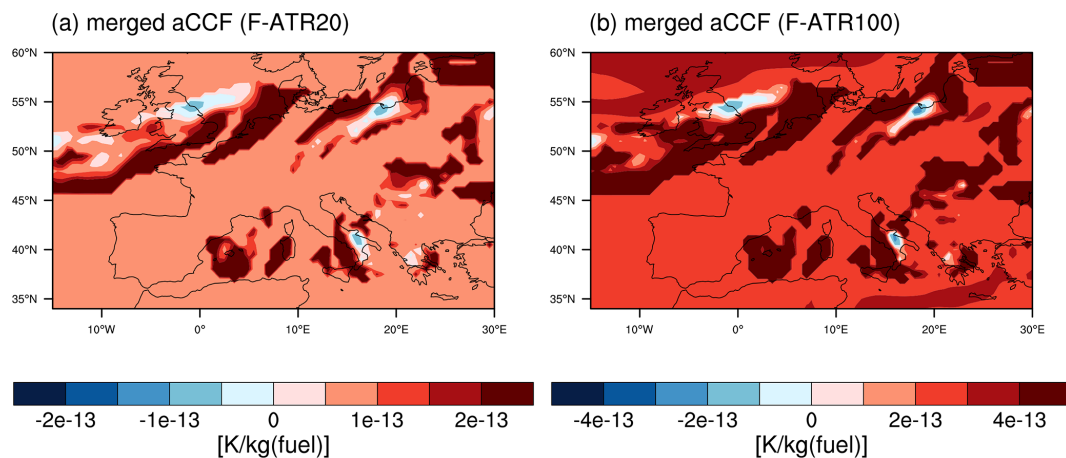 (a) merged aCCF (F-ATR20)
60°N
55°N
50°N
45°N
40°N
35°N
10°W 0° 10°E 20°E 30°E
-2e-13 -1e-13 0 1e-13 2e-13
[K/kg(fuel)]
(b) merged aCCF (F-ATR100)
60°N
55°N
50°N
45°N
40°N
35°N
10°W 0° 10°E 20°E 30°E
-4e-13 -2e-13 0 2e-13 4e-13
[K/kg(fuel)]